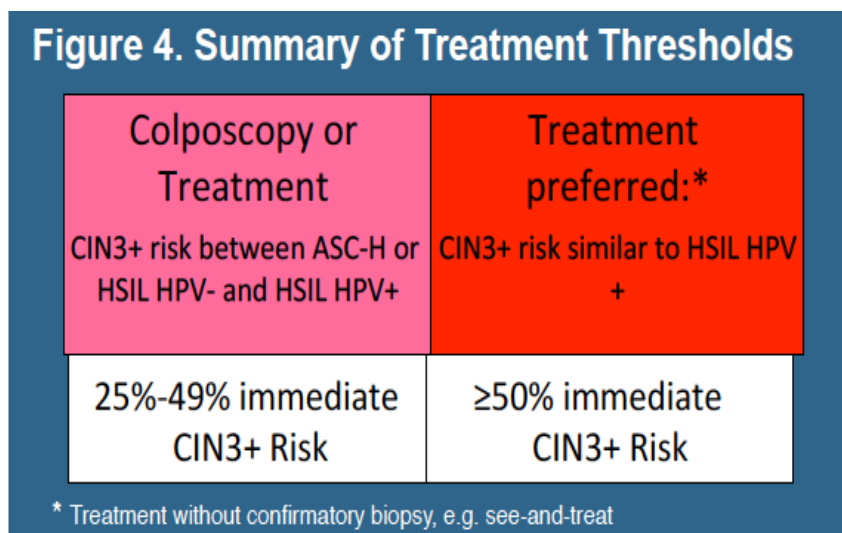 Figure 4. Summary of Treatment Thresholds
Colposcopy or
Treatment
CIN3+ risk between ASC-H or
HSIL HPV- and HSIL HPV+
Treatment
preferred:*
CIN3+ risk similar to HSIL HPV
+
25%-49% immediate
CIN3+ Risk
≥50% immediate
CIN3+ Risk
* Treatment without confirmatory biopsy, e.g. see-and-treat